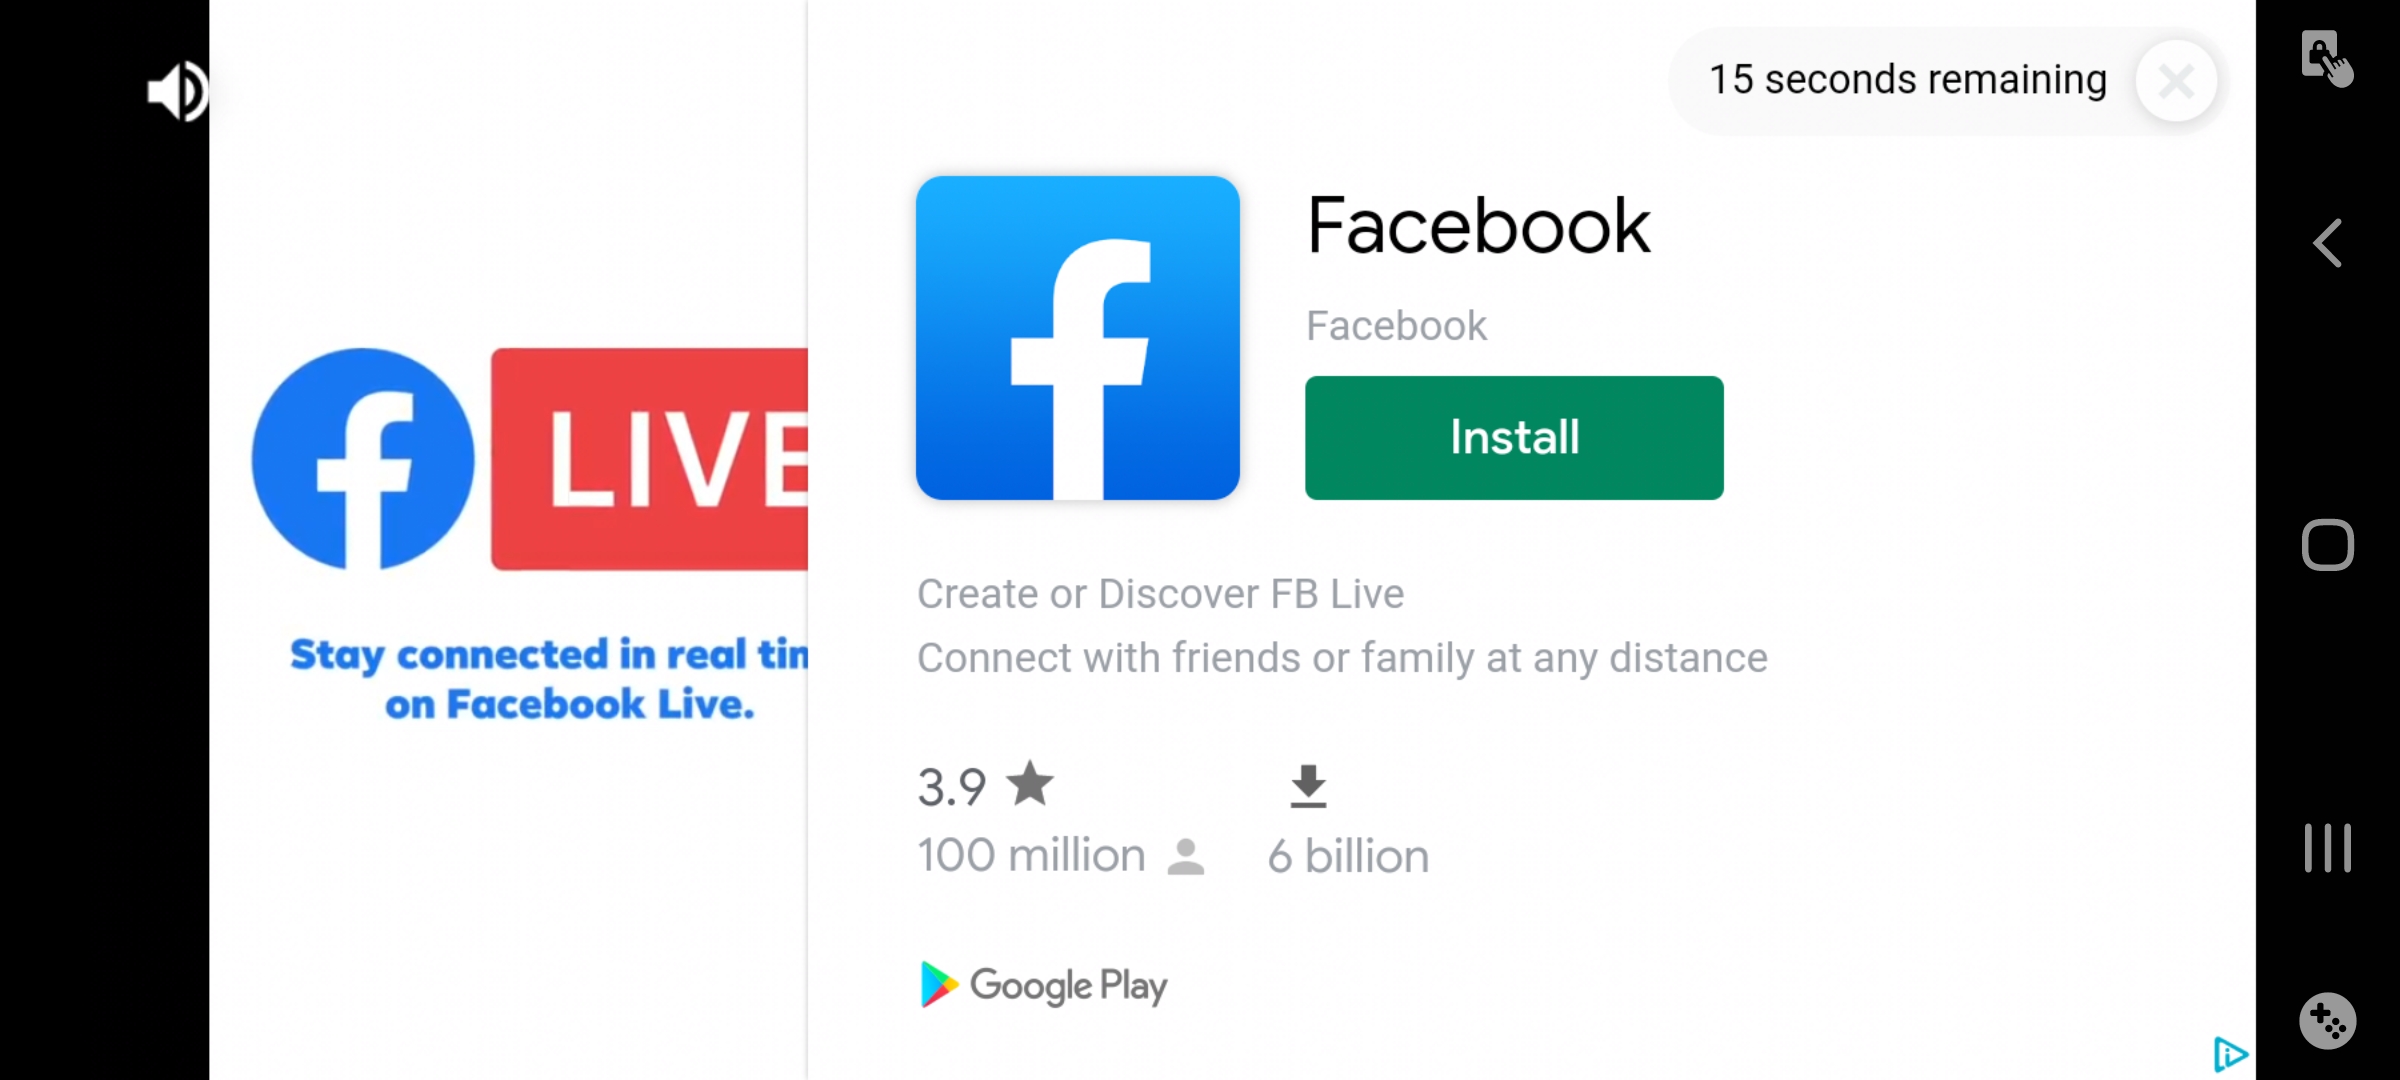 LIVE
Stay connected in real tim
on Facebook Live.
15 seconds remaining
Facebook
Facebook
Install
Create or Discover FB Live
Connect with friends or family at any distance
3.9
100 million
6 billion
Google Play